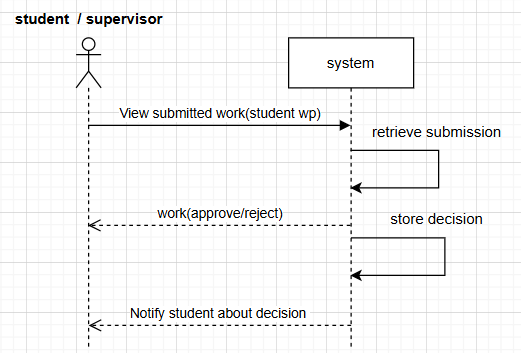 student / supervisor
system
View submitted work(student wp)
retrieve submission
work(approve/reject)
store decision
Notify student about decision